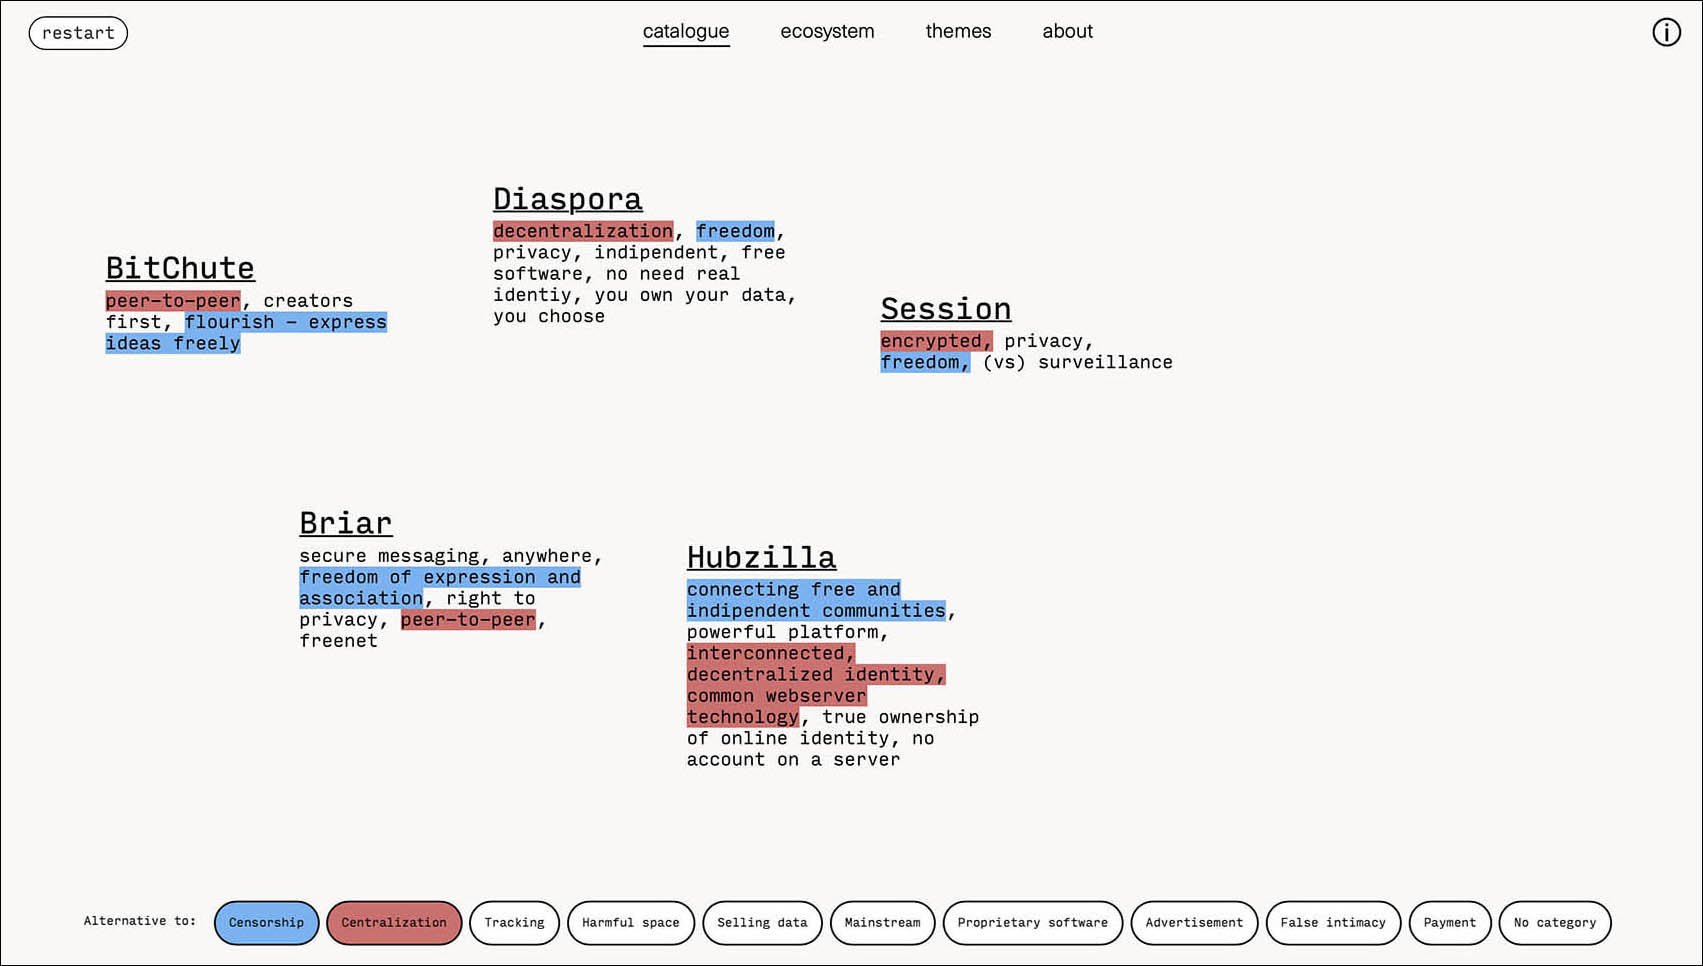 restart
catalogue
ecosystem
themes
about
i
BitChute
peer-to-peer, creators
first, flourish - express
ideas freely
Diaspora
decentralization, freedom,
privacy, indipendent, free
software, no need real
identiy, you own your data,
you choose
Session
encrypted, privacy,
freedom, (vs) surveillance
Briar
secure messaging, anywhere,
freedom of expression and
association, right to
privacy, peer-to-peer,
freenet
Hubzilla
connecting free and
indipendent communities,
powerful platform,
interconnected,
decentralized identity,
common webserver
technology, true ownership
of online identity, no
account on a server
Alternative to:
Censorship
Centralization
Tracking
Harmful space
Selling data
Mainstream
Proprietary software
Advertisement
False intimacy
Payment
No category